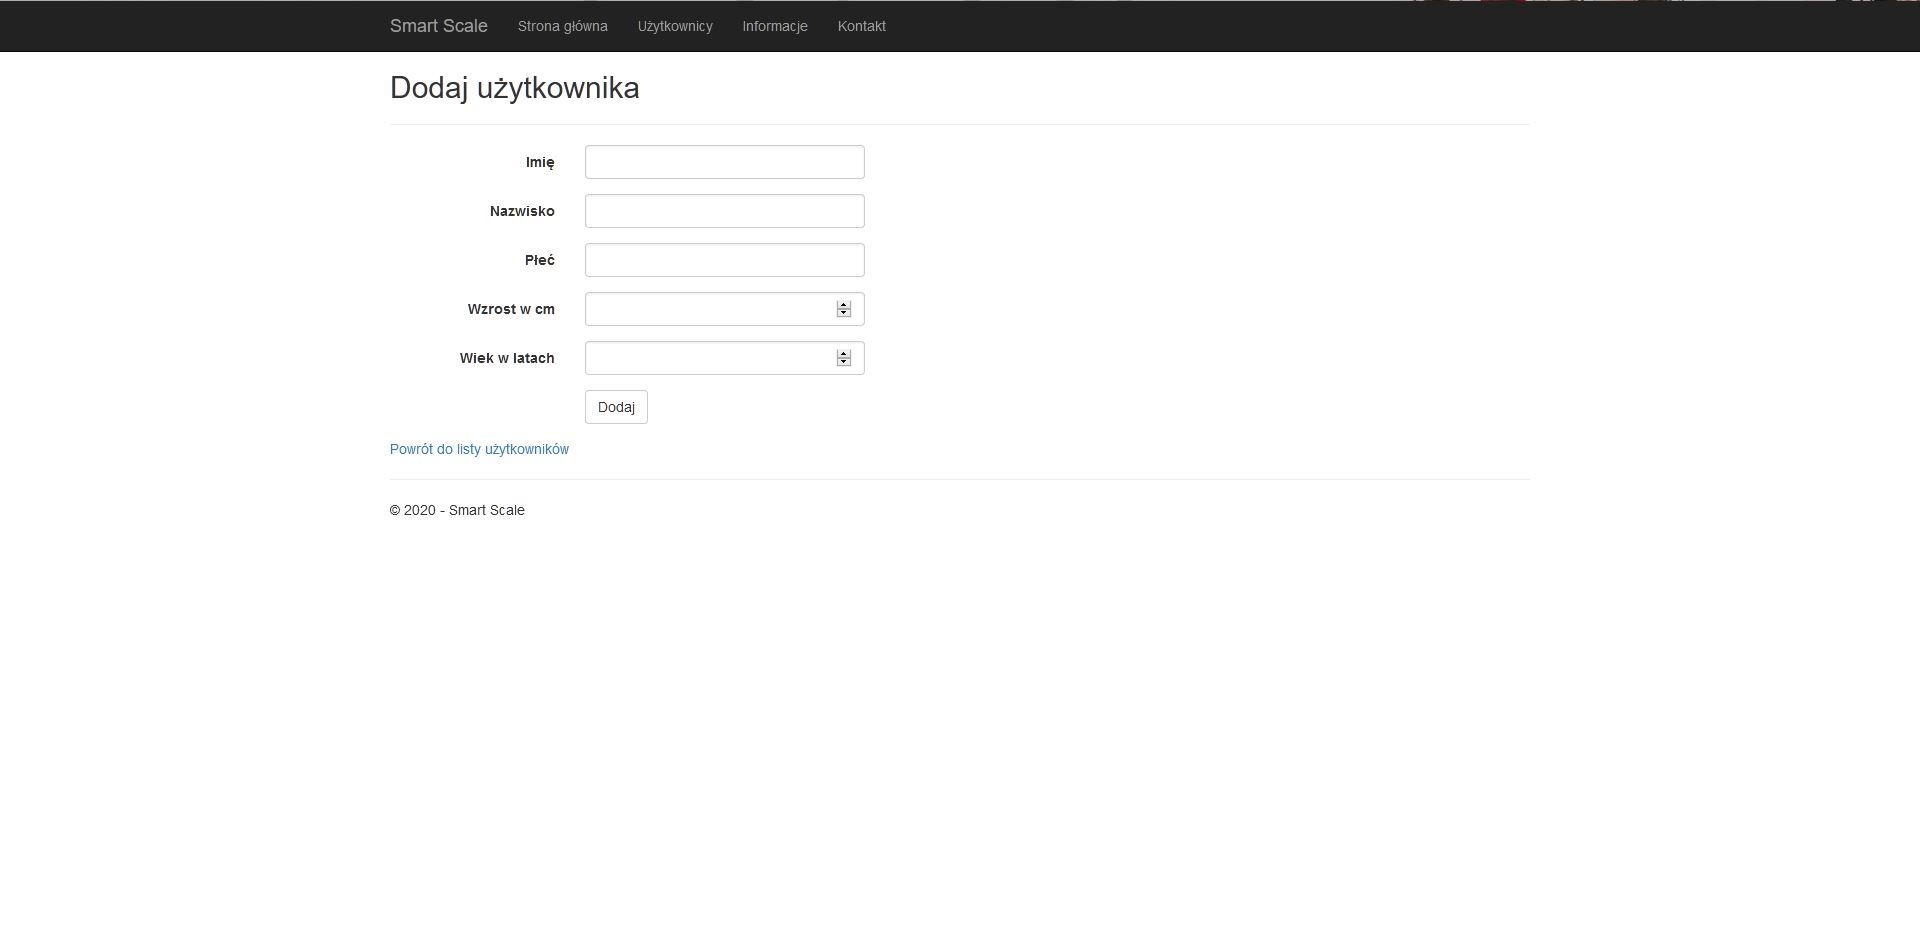 Smart Scale Strona główna Użytkownicy Informacje Kontakt
Dodaj użytkownika
Imię
Nazwisko
Płeć
Wzrost w cm
Wiek w latach
Dodaj
Powrót do listy użytkowników
© 2020 - Smart Scale